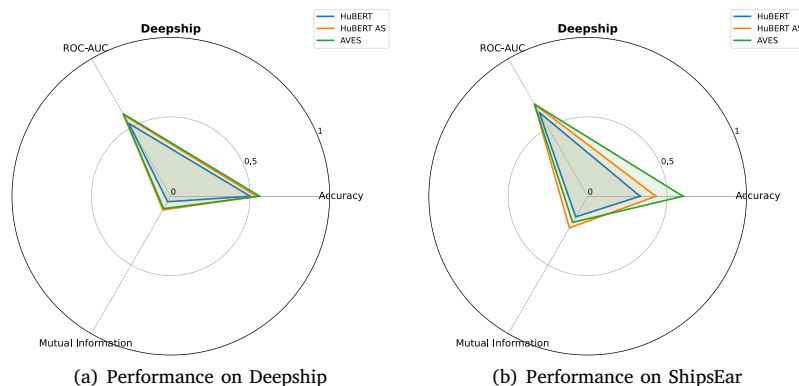 Deepship
HuBERT
HuBERT AS
AVES
ROC-AUC
1
0,5
0
Accuracy
Mutual Information
(a) Performance on Deepship
Deepship
HuBERT
HuBERT AS
AVES
ROC-AUC
1
0,5
0
Accuracy
Mutual Information
(b) Performance on ShipsEar